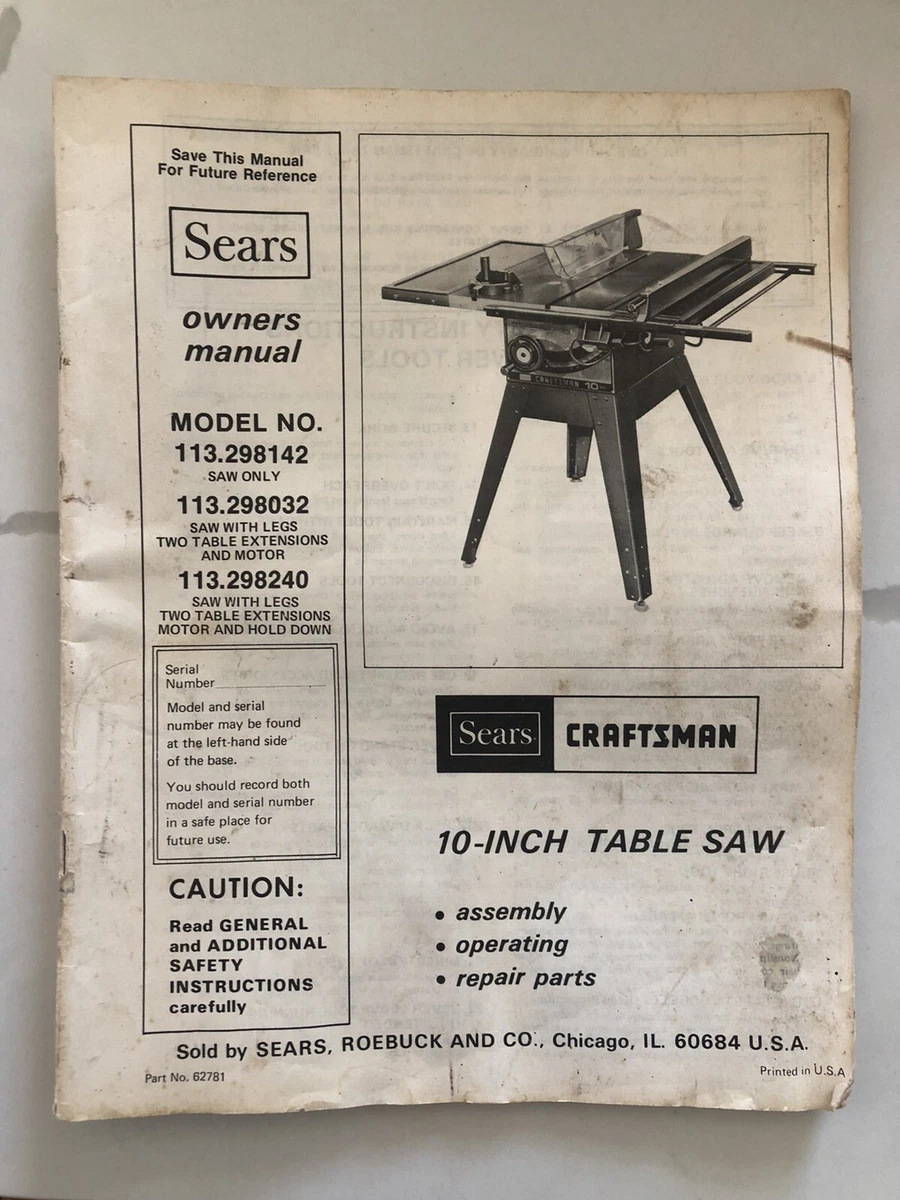 Save This Manual
For Future Reference
Sears
owners
manual
MODEL NO.
113.298142
SAW ONLY
113.298032
SAW WITH LEGS
TWO TABLE EXTENSIONS
AND MOTOR
113.298240
SAW WITH LEGS
TWO TABLE EXTENSIONS
MOTOR AND HOLD DOWN
Serial
Number
Model and serial
number may be found
at the left-hand side
of the base.
You should record both
model and serial number
in a safe place for
future use.
CAUTION:
Read GENERAL
and ADDITIONAL
SAFETY
INSTRUCTIONS
carefully
CRAFTSMAN 10
Sears CRAFTSMAN
10-INCH TABLE SAW
• assembly
• operating
• repair parts
Sold by SEARS, ROEBUCK AND CO., Chicago, IL. 60684 U.S.A.
Part No. 62781
Printed in U.S.A